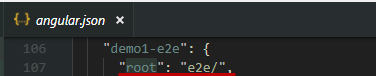 {..} angular.json ×
106 "demo1-e2e": {
107 "root": "e2e/",